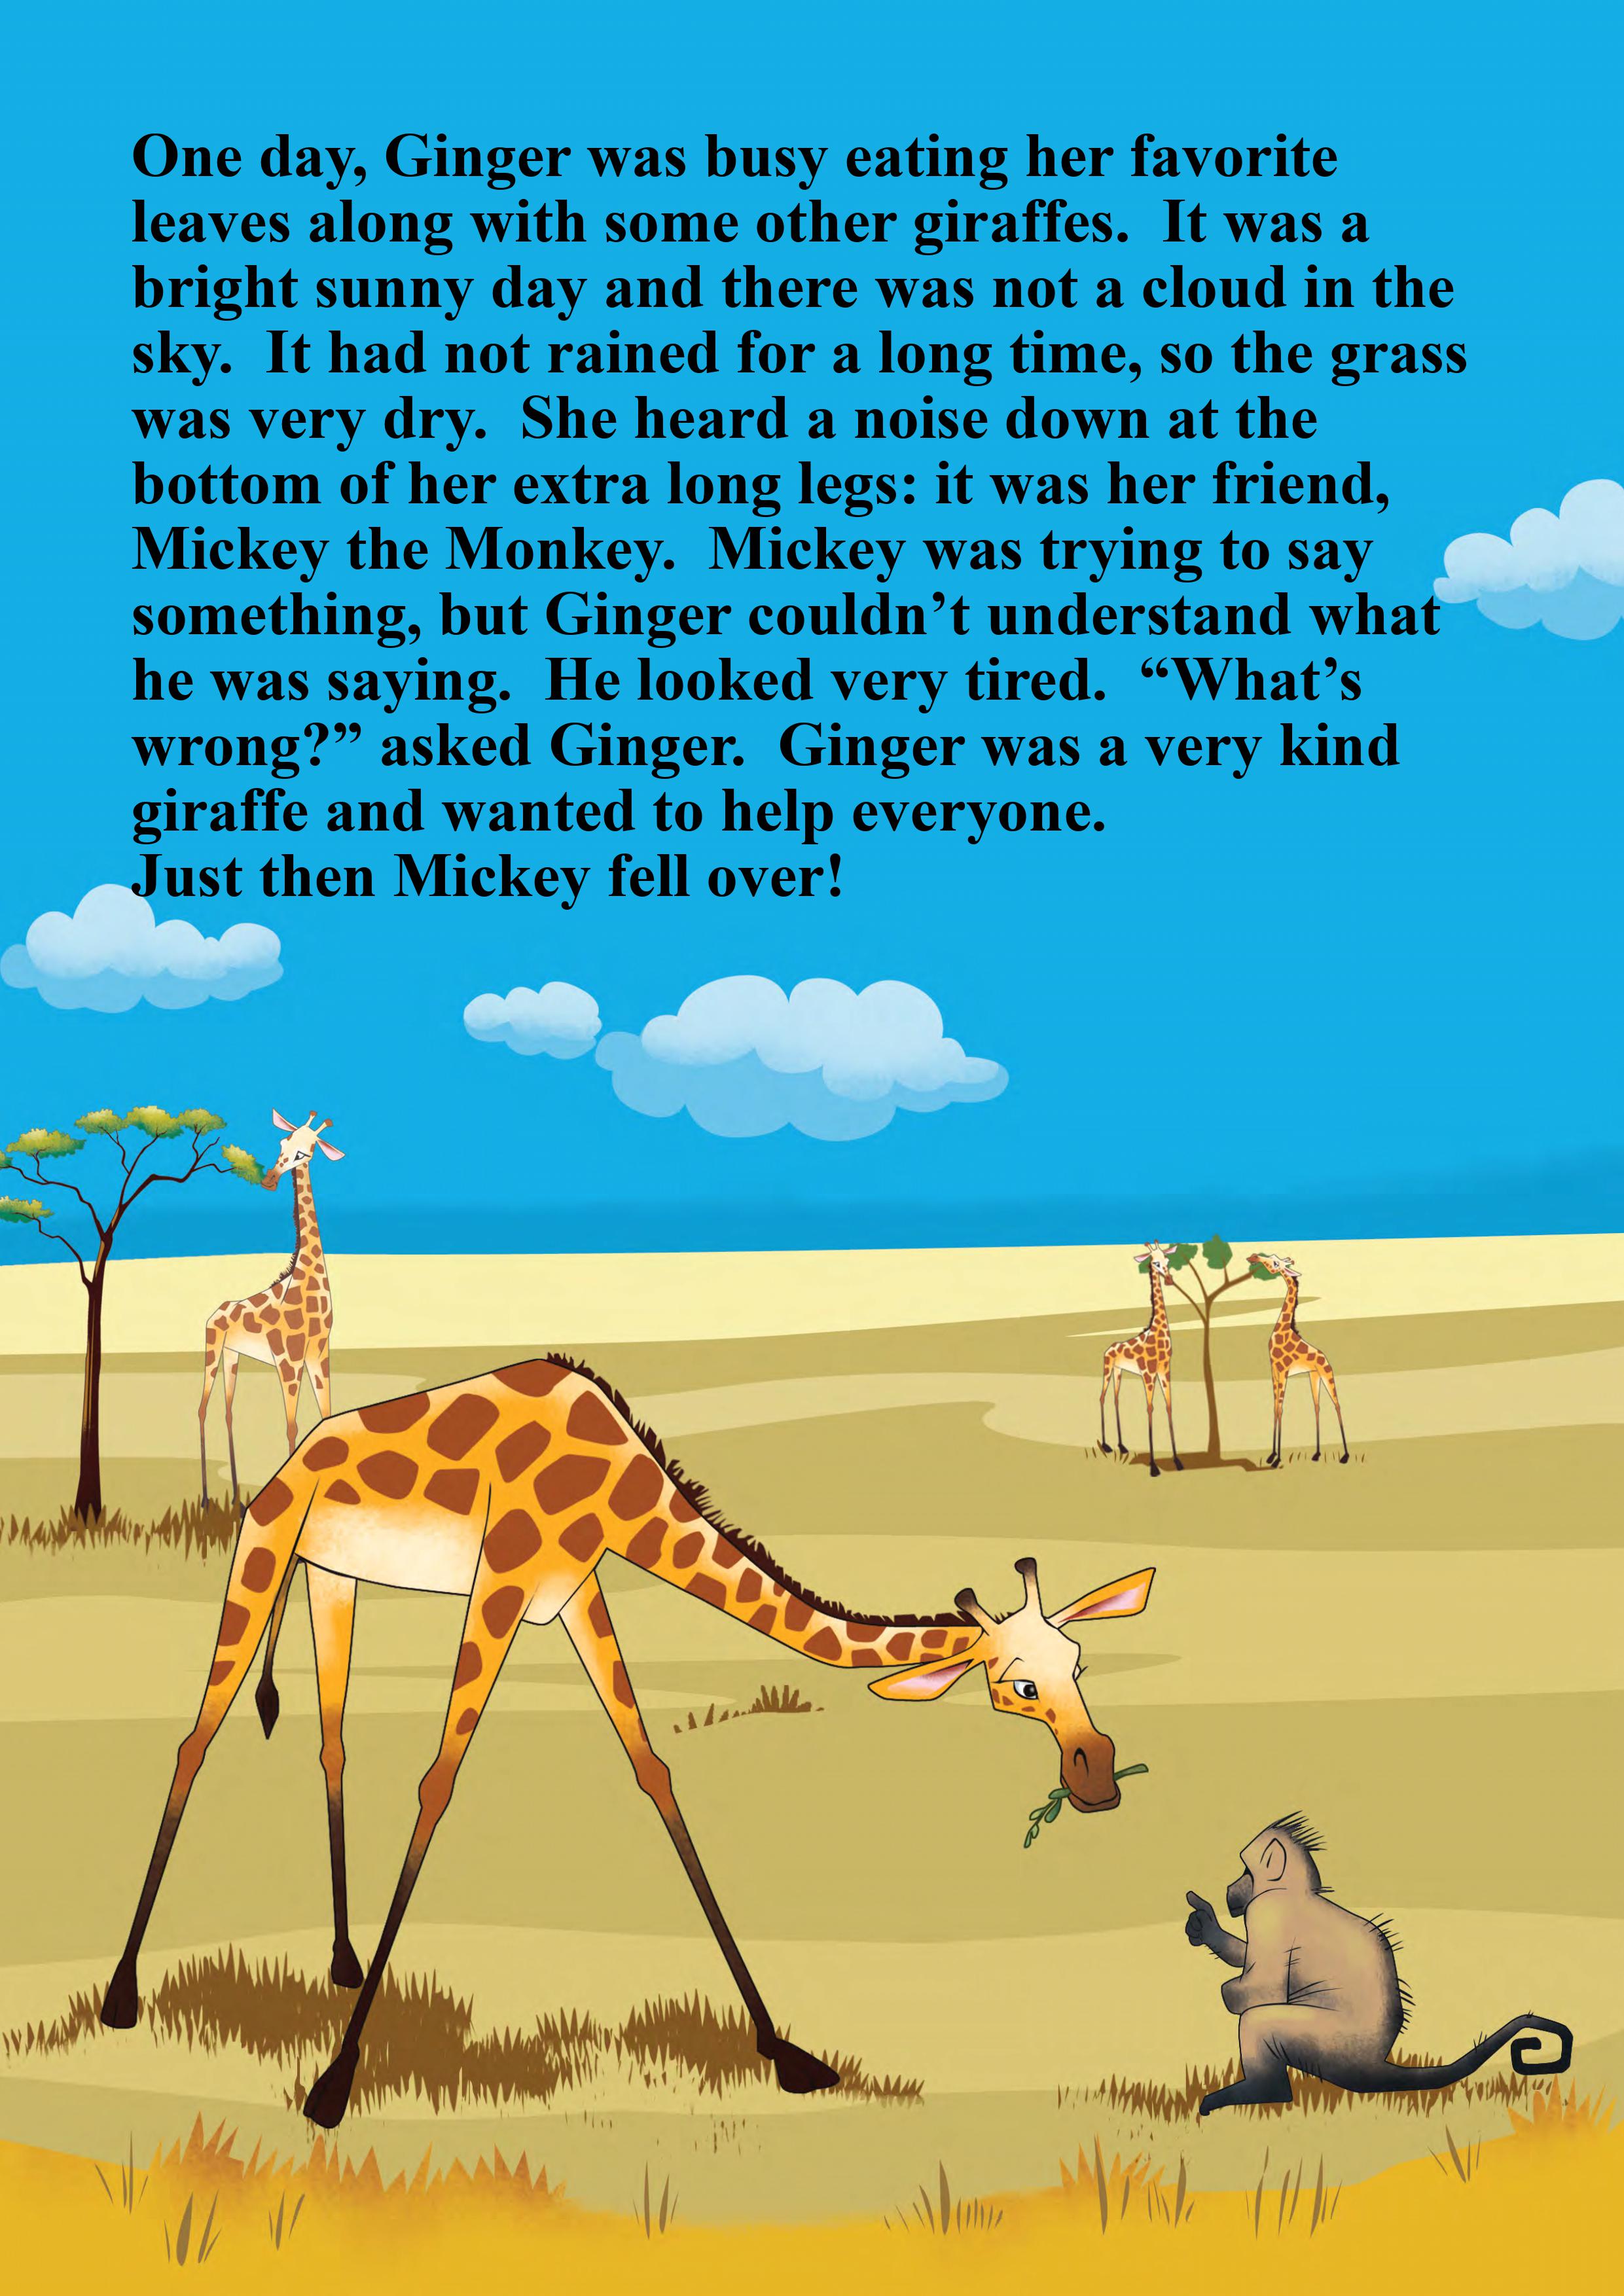 One day, Ginger was busy eating her favorite
leaves along with some other giraffes.  It was a
bright sunny day and there was not a cloud in the
sky.  It had not rained for a long time, so the grass
was very dry.  She heard a noise down at the
bottom of her extra long legs: it was her friend,
Mickey the Monkey.  Mickey was trying to say
something, but Ginger couldn’t understand what
he was saying.  He looked very tired.  “What’s
wrong?” asked Ginger.  Ginger was a very kind
giraffe and wanted to help everyone.
Just then Mickey fell over!